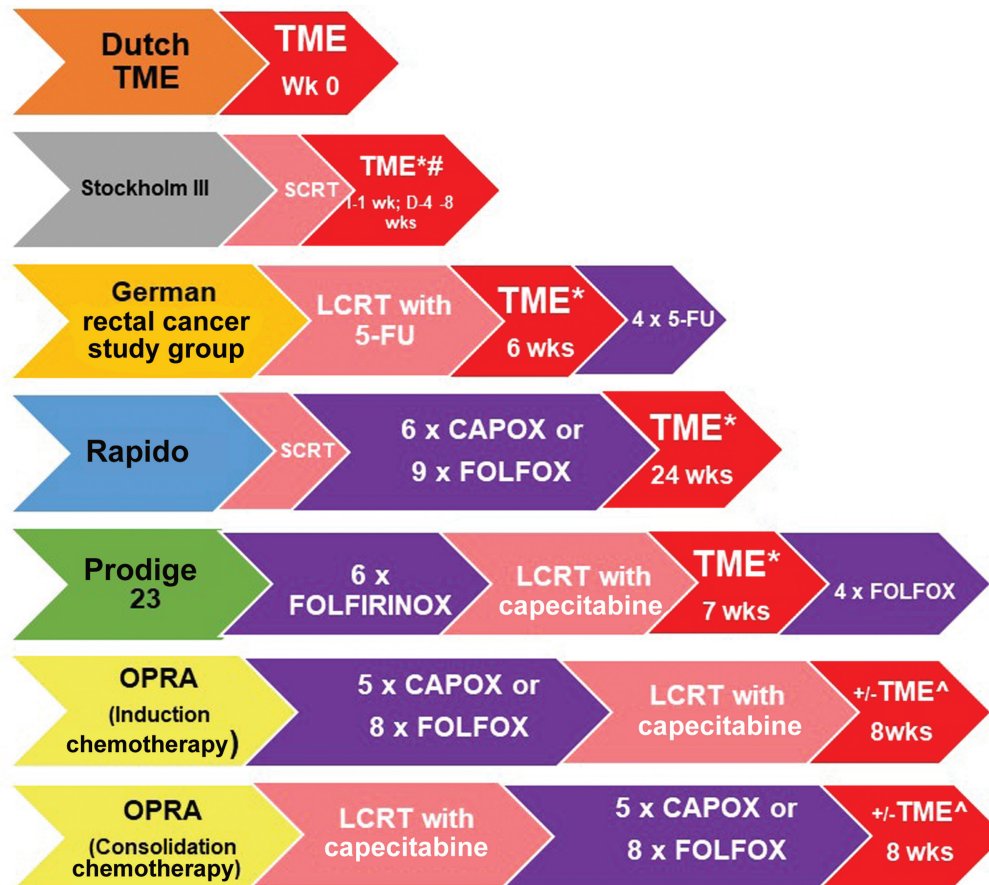 Dutch
TME
TME
Wk 0
Stockholm III
SCRT
TME*#
I-1 wk; D-4 -8
wks
German
rectal cancer
study group
LCRT with
5-FU
TME*
6 wks
4 x 5-FU
Rapido
SCRT
6 x CAPOX or
9 x FOLFOX
TME*
24 wks
Prodige
23
6 x
FOLFIRINOX
LCRT with
capecitabine
TME*
7 wks
4 x FOLFOX
OPRA
(Induction
chemotherapy)
5 x CAPOX or
8 x FOLFOX
LCRT with
capecitabine
+/-TME^
8wks
OPRA
(Consolidation
chemotherapy)
LCRT with
capecitabine
5 x CAPOX or
8 x FOLFOX
+/-TME^
8 wks